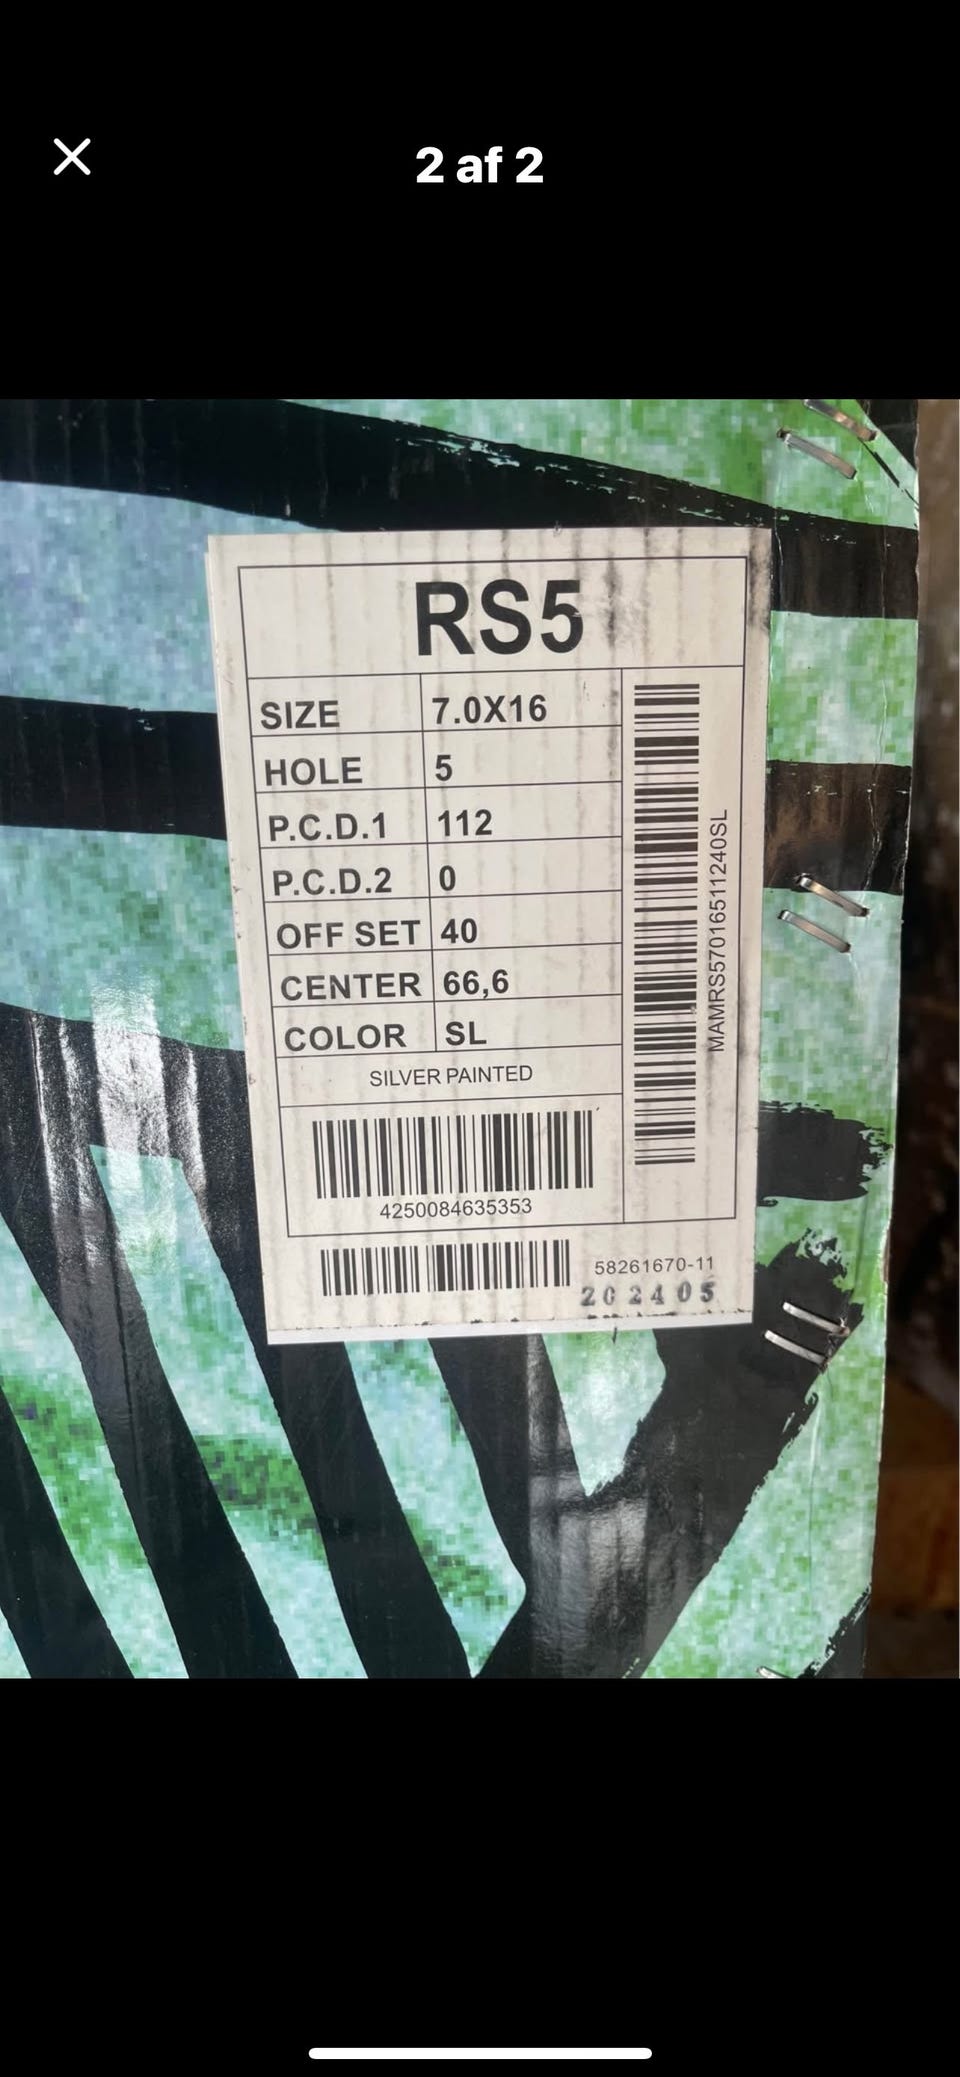 2 af 2
RS5
SIZE 7.0X16
HOLE 5
P.C.D.1 112
P.C.D.2 0
OFF SET 40
CENTER 66,6
COLOR SL
SILVER PAINTED
4250084635353
MAMRS57016511240SL
58261670-11
202405